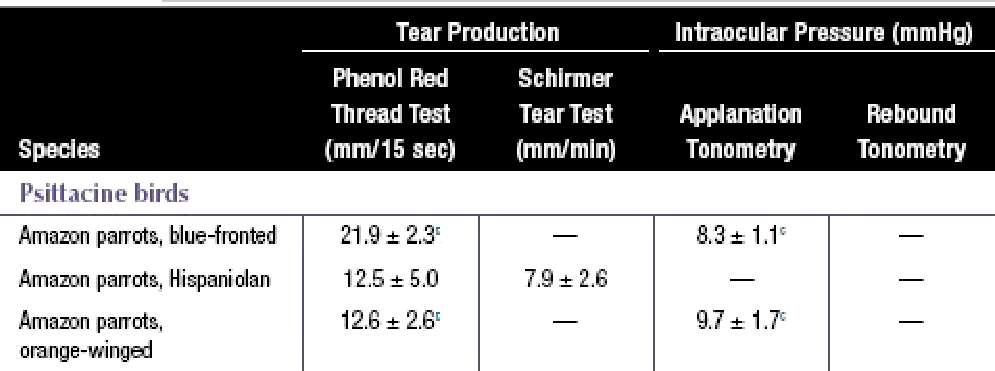 Tear Production Intraocular Pressure (mmHg)
Phenol Red Schirmer
Thread Test Tear Test Applanation Rebound
Species (mm/15 sec) (mm/min) Tonometry Tonometry
Psittacine birds
Amazon parrots, blue-fronted 21.9 ± 2.3ᶜ — 8.3 ± 1.1ᶜ —
Amazon parrots, Hispaniolan 12.5 ± 5.0 7.9 ± 2.6 — —
Amazon parrots, 12.6 ± 2.6ᶜ — 9.7 ± 1.7ᶜ —
orange-winged